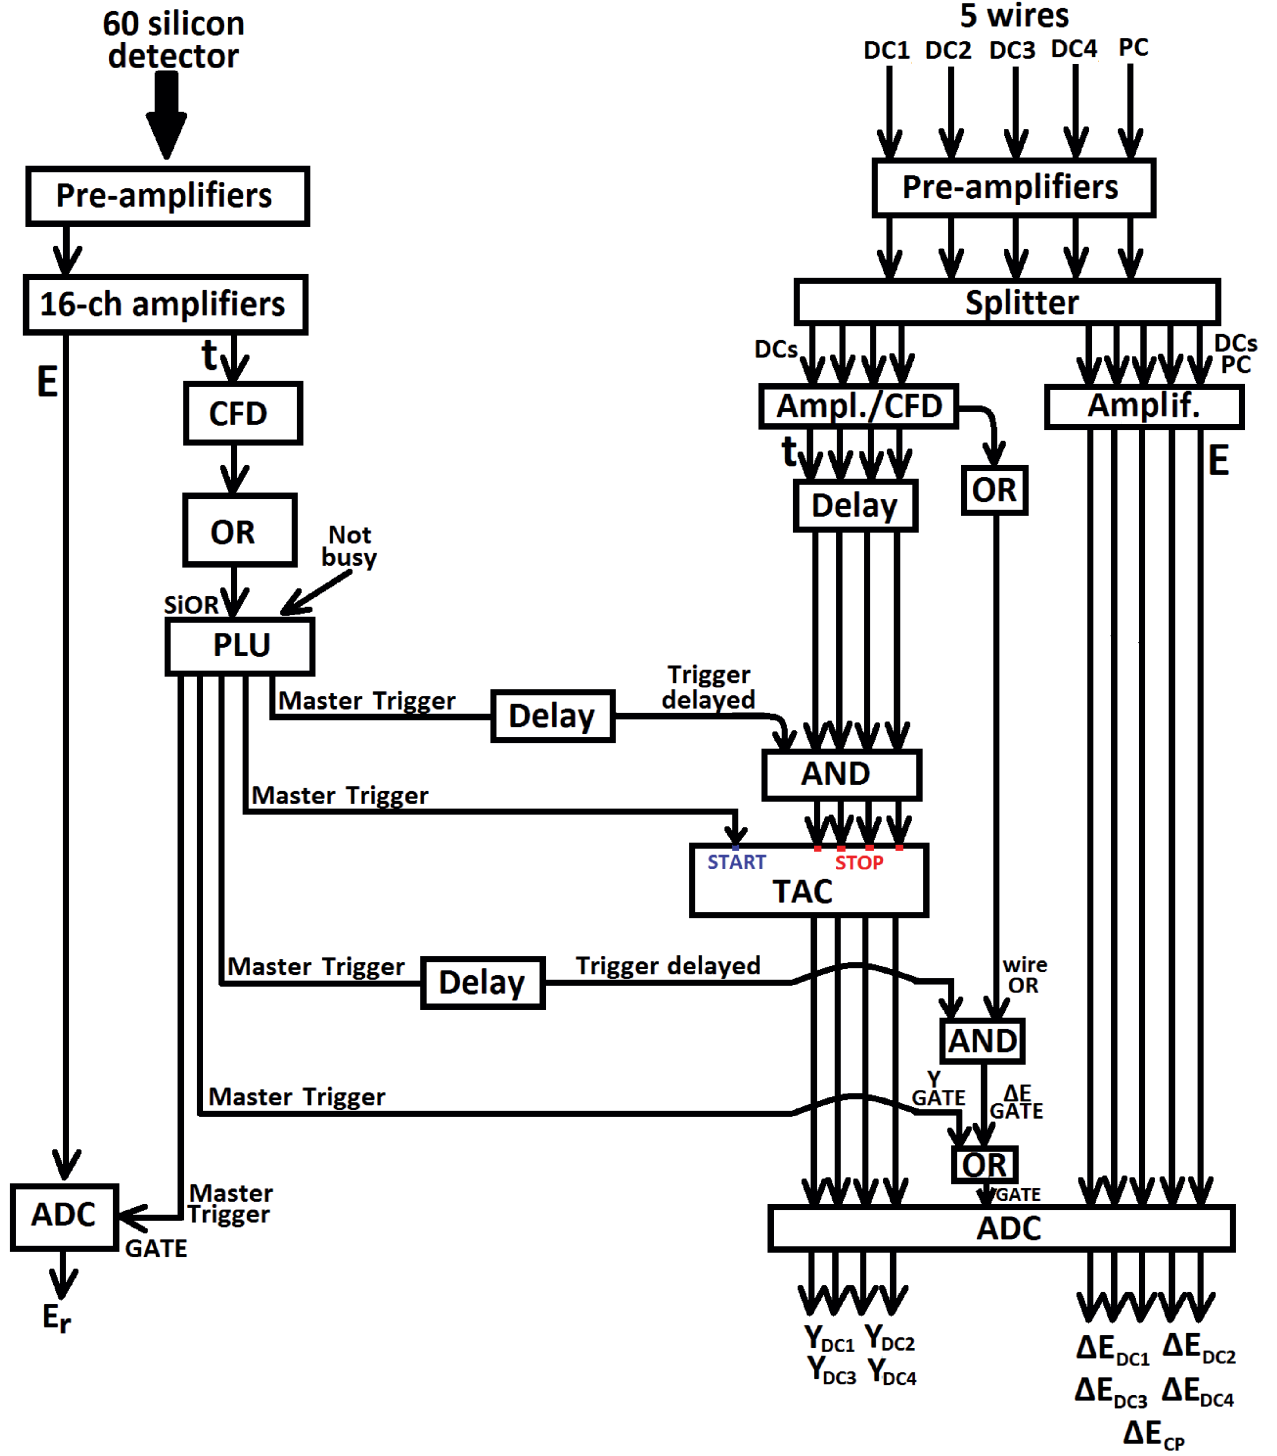 60 silicon
detector
5 wires
DC1 DC2 DC3 DC4 PC
Pre-amplifiers
Pre-amplifiers
16-ch amplifiers
Splitter
E
t
DCs
DCs
PC
CFD
Ampl./CFD
Amplif.
t
E
OR
OR
Delay
Not
busy
SiOR
PLU
Master Trigger
Delay
Trigger
delayed
AND
Master Trigger
START
STOP
TAC
Master Trigger
Delay
Trigger delayed
wire
OR
AND
Master Trigger
Y
GATE
ΔE
GATE
OR
GATE
Master
Trigger
ADC
GATE
ADC
Er
YDC1 YDC2
YDC3 YDC4
ΔEDC1 ΔEDC2
ΔEDC3 ΔEDC4
ΔECP